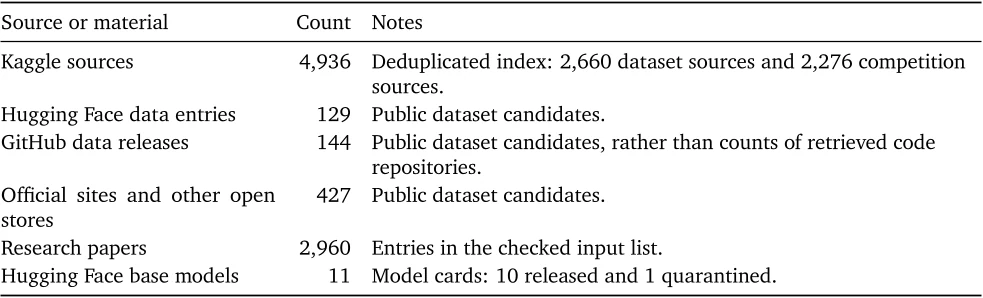 Source or material Count Notes
Kaggle sources 4,936 Deduplicated index: 2,660 dataset sources and 2,276 competition
sources.
Hugging Face data entries 129 Public dataset candidates.
GitHub data releases 144 Public dataset candidates, rather than counts of retrieved code
repositories.
Official sites and other open 427 Public dataset candidates.
stores
Research papers 2,960 Entries in the checked input list.
Hugging Face base models 11 Model cards: 10 released and 1 quarantined.